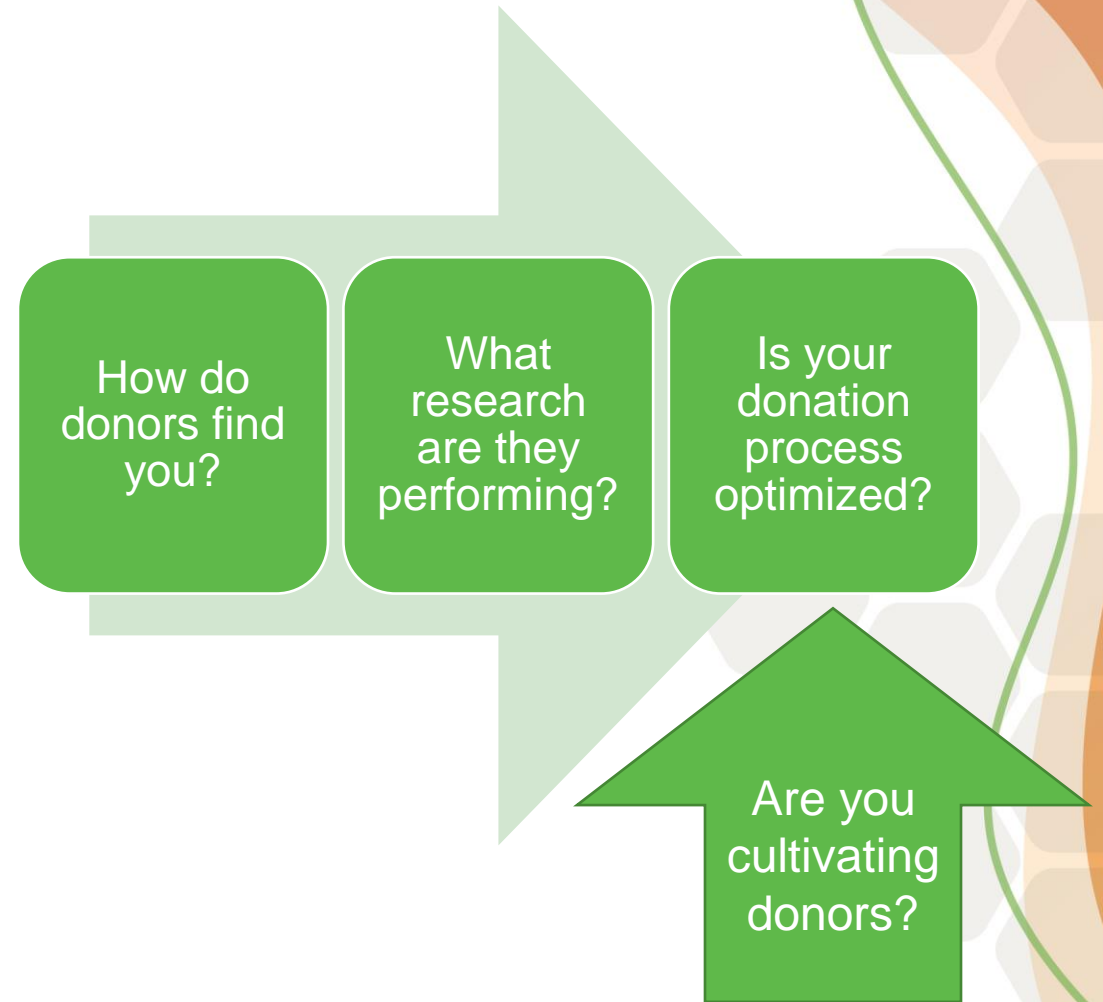 How do
donors find
you?
What
research
are they
performing?
Is your
donation
process
optimized?
Are you
cultivating
donors?